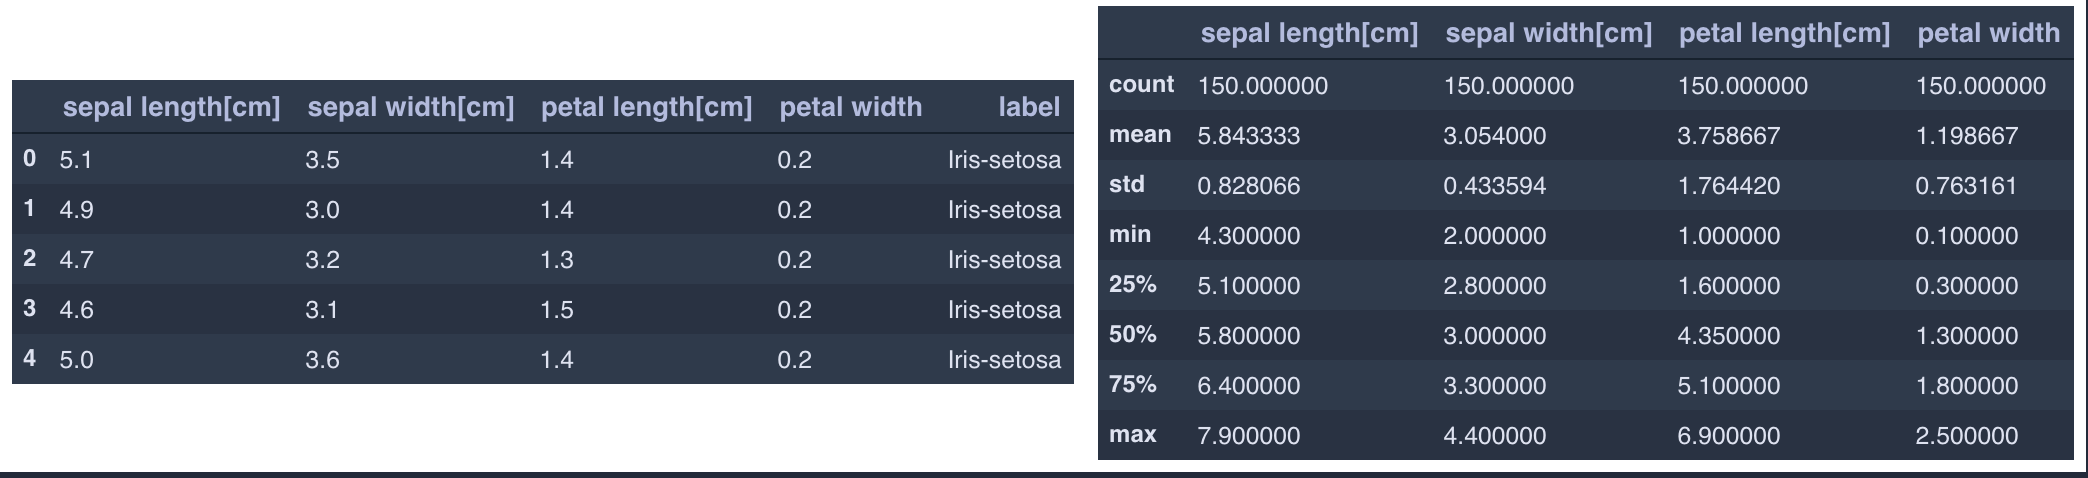 sepal length[cm] sepal width[cm] petal length[cm] petal width label
0 5.1 3.5 1.4 0.2 Iris-setosa
1 4.9 3.0 1.4 0.2 Iris-setosa
2 4.7 3.2 1.3 0.2 Iris-setosa
3 4.6 3.1 1.5 0.2 Iris-setosa
4 5.0 3.6 1.4 0.2 Iris-setosa
sepal length[cm] sepal width[cm] petal length[cm] petal width
count 150.000000 150.000000 150.000000 150.000000
mean 5.843333 3.054000 3.758667 1.198667
std 0.828066 0.433594 1.764420 0.763161
min 4.300000 2.000000 1.000000 0.100000
25% 5.100000 2.800000 1.600000 0.300000
50% 5.800000 3.000000 4.350000 1.300000
75% 6.400000 3.300000 5.100000 1.800000
max 7.900000 4.400000 6.900000 2.500000